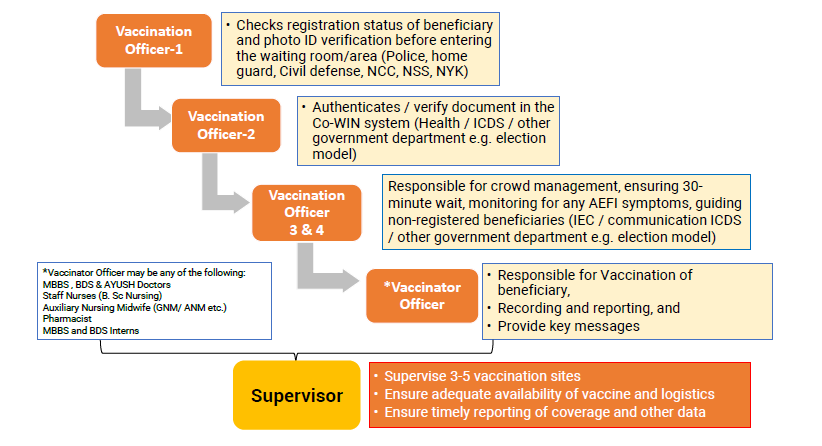 Vaccination
Officer-1
• Checks registration status of beneficiary
and photo ID verification before entering
the waiting room/area (Police, home
guard, Civil defense, NCC, NSS, NYK)
Vaccination
Officer-2
• Authenticates / verify document in the
Co-WIN system (Health / ICDS / other
government department e.g. election
model)
Vaccination
Officer
3 & 4
Responsible for crowd management, ensuring 30-
minute wait, monitoring for any AEFI symptoms, guiding
non-registered beneficiaries (IEC / communication ICDS
/ other government department e.g. election model)
*Vaccinator
Officer
• Responsible for Vaccination of
beneficiary,
• Recording and reporting, and
• Provide key messages
*Vaccinator Officer may be any of the following:
MBBS , BDS & AYUSH Doctors
Staff Nurses (B. Sc Nursing)
Auxiliary Nursing Midwife (GNM/ ANM etc.)
Pharmacist
MBBS and BDS Interns
Supervisor
• Supervise 3-5 vaccination sites
• Ensure adequate availability of vaccine and logistics
• Ensure timely reporting of coverage and other data